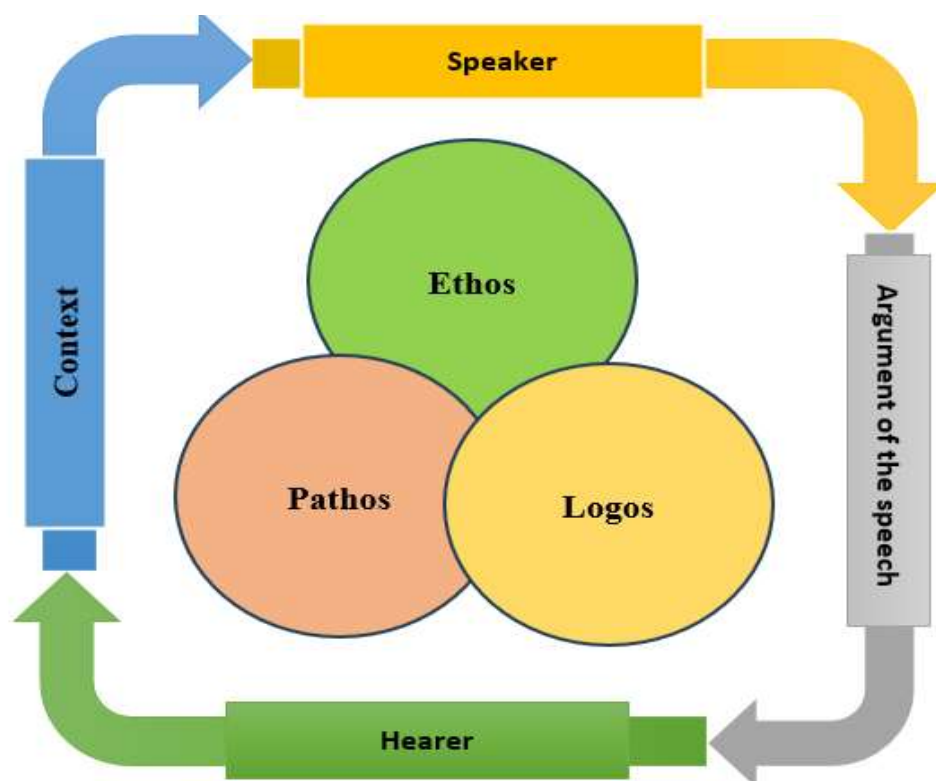 Speaker
Ethos
Context
Argument of the speech
Pathos
Logos
Hearer